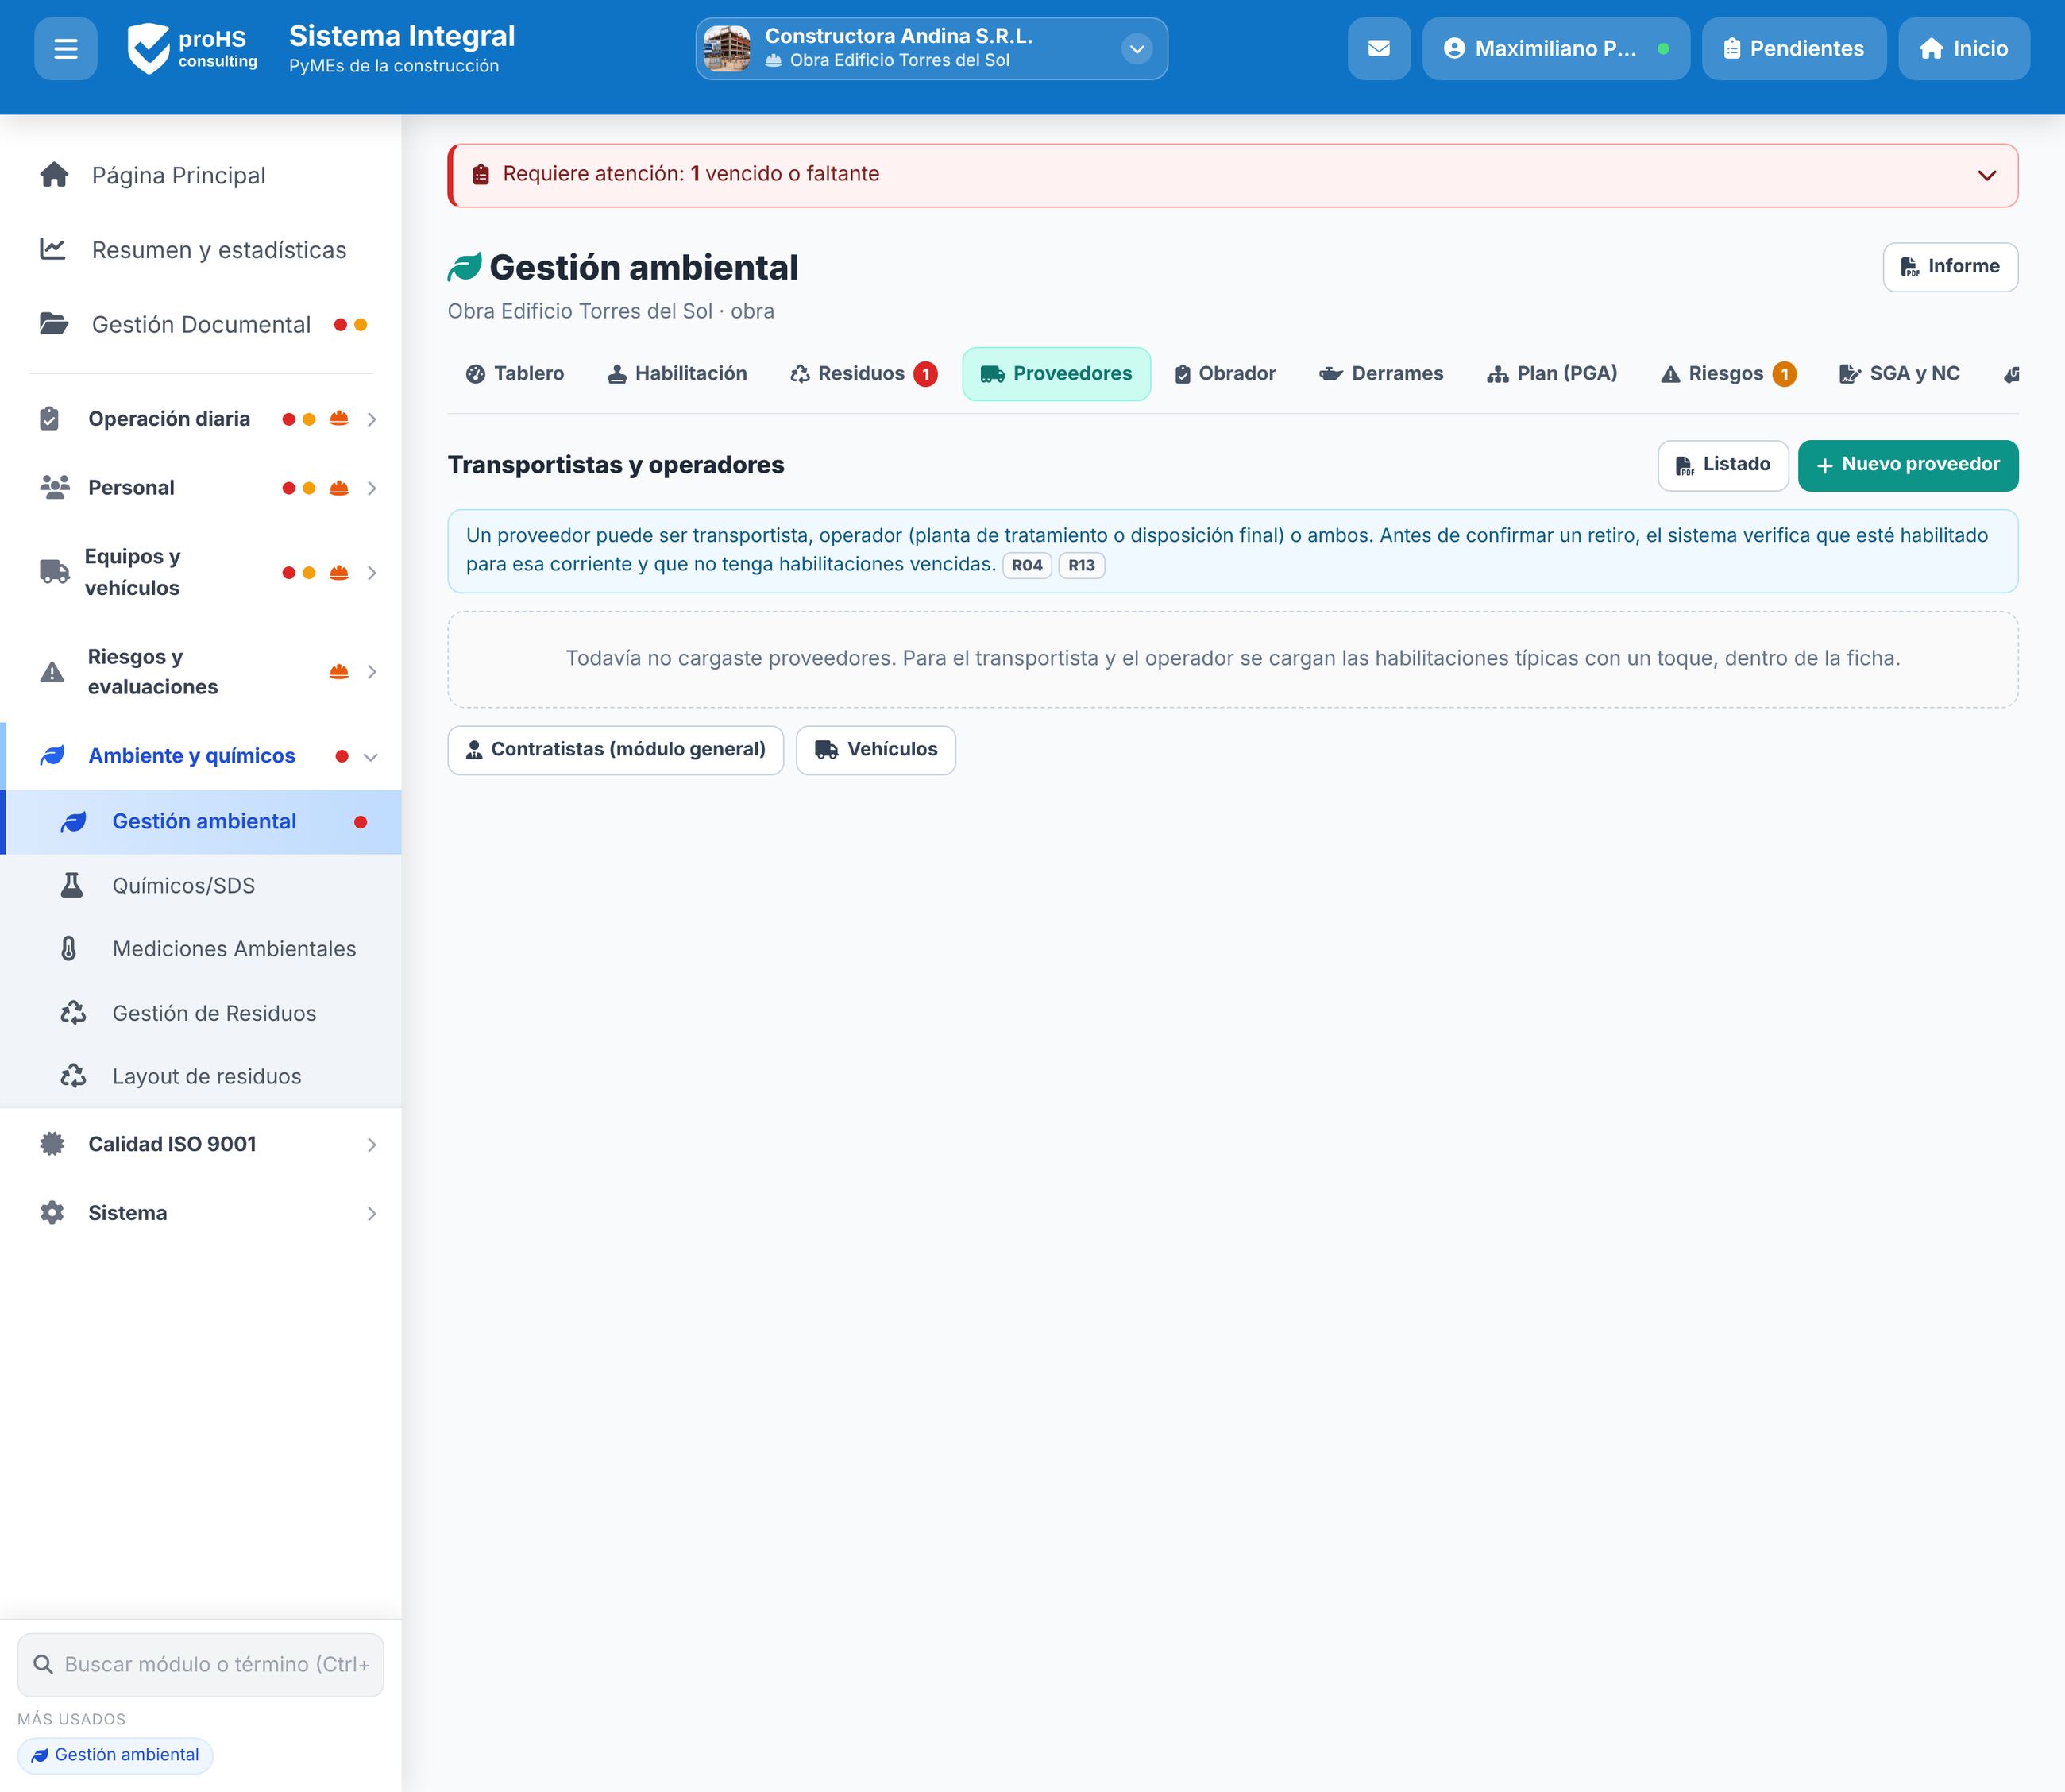 proHS
consulting
Sistema Integral
PyMEs de la construcción
Constructora Andina S.R.L.
Obra Edificio Torres del Sol
Maximiliano P...
Pendientes
Inicio
Página Principal
Resumen y estadísticas
Gestión Documental
Operación diaria
Personal
Equipos y
vehículos
Riesgos y
evaluaciones
Ambiente y químicos
Gestión ambiental
Químicos/SDS
Mediciones Ambientales
Gestión de Residuos
Layout de residuos
Calidad ISO 9001
Sistema
Buscar módulo o término (Ctrl+
MÁS USADOS
Gestión ambiental
Requiere atención: 1 vencido o faltante
Gestión ambiental
Informe
Obra Edificio Torres del Sol · obra
Tablero
Habilitación
Residuos 1
Proveedores
Obrador
Derrames
Plan (PGA)
Riesgos 1
SGA y NC
Transportistas y operadores
Listado
+ Nuevo proveedor
Un proveedor puede ser transportista, operador (planta de tratamiento o disposición final) o ambos. Antes de confirmar un retiro, el sistema verifica que esté habilitado
para esa corriente y que no tenga habilitaciones vencidas. R04 R13
Todavía no cargaste proveedores. Para el transportista y el operador se cargan las habilitaciones típicas con un toque, dentro de la ficha.
Contratistas (módulo general)
Vehículos